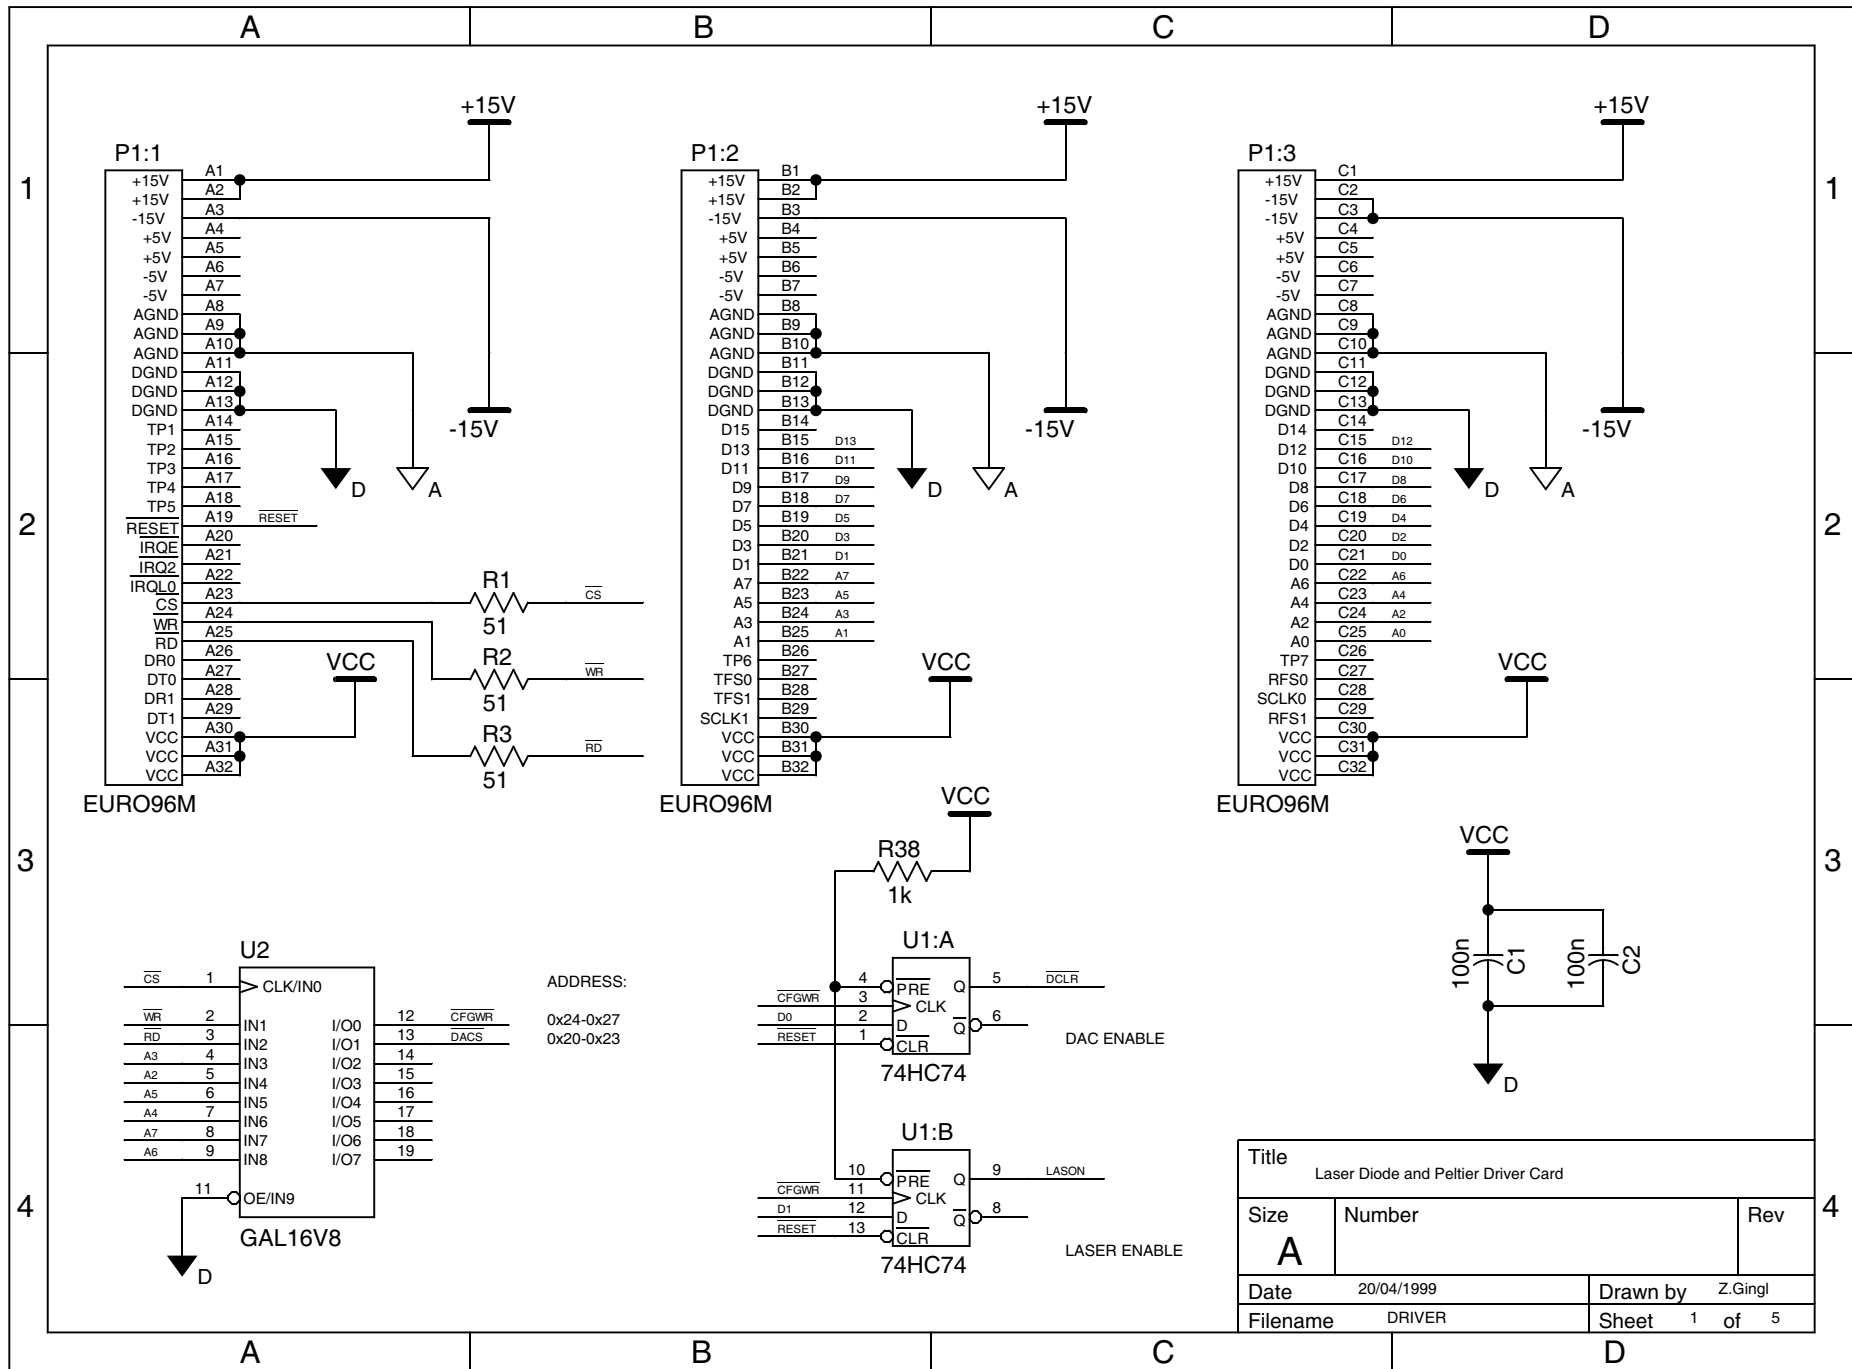 A B C D
1 1
2 2
3 3
4 4
A B C D
+15V
P1:1
+15V A1
+15V A2
-15V A3
+5V A4
+5V A5
-5V A6
-5V A7
AGND A8
AGND A9
AGND A10
DGND A11
DGND A12
DGND A13
TP1 A14
TP2 A15
TP3 A16
TP4 A17
TP5 A18
RESET A19 RESET
IRQE A20
IRQ2 A21
IRQL0 A22
CS A23
WR A24
RD A25
DR0 A26
DT0 A27
DR1 A28
DT1 A29
VCC A30
VCC A31
VCC A32
EURO96M
-15V
D
A
VCC
R1
51
CS
R2
51
WR
R3
51
RD
+15V
P1:2
+15V B1
+15V B2
-15V B3
+5V B4
+5V B5
-5V B6
-5V B7
AGND B8
AGND B9
AGND B10
DGND B11
DGND B12
DGND B13
D15 B14
D13 B15 D13
D11 B16 D11
D9 B17 D9
D7 B18 D7
D5 B19 D5
D3 B20 D3
D1 B21 D1
A7 B22 A7
A5 B23 A5
A3 B24 A3
A1 B25 A1
TP6 B26
TFS0 B27
TFS1 B28
SCLK1 B29
VCC B30
VCC B31
VCC B32
EURO96M
-15V
D
A
VCC
+15V
P1:3
+15V C1
-15V C2
-15V C3
+5V C4
+5V C5
-5V C6
-5V C7
AGND C8
AGND C9
AGND C10
DGND C11
DGND C12
DGND C13
D14 C14
D12 C15 D12
D10 C16 D10
D8 C17 D8
D6 C18 D6
D4 C19 D4
D2 C20 D2
D0 C21 D0
A6 C22 A6
A4 C23 A4
A2 C24 A2
A0 C25 A0
TP7 C26
RFS0 C27
SCLK0 C28
RFS1 C29
VCC C30
VCC C31
VCC C32
EURO96M
-15V
D
A
VCC
U2
CS 1 CLK/IN0
WR 2 IN1 I/O0 12 CFGWR
RD 3 IN2 I/O1 13 DACS
A3 4 IN3 I/O2 14
A2 5 IN4 I/O3 15
A5 6 IN5 I/O4 16
A4 7 IN6 I/O5 17
A7 8 IN7 I/O6 18
A6 9 IN8 I/O7 19
11 OE/IN9
GAL16V8
D
ADDRESS:
0x24-0x27
0x20-0x23
VCC
R38
1k
U1:A
4 PRE Q 5 DCLR
CFGWR 3 CLK
D0 2 D Q 6
RESET 1 CLR
74HC74
DAC ENABLE
U1:B
10 PRE Q 9 LASON
CFGWR 11 CLK
D1 12 D Q 8
RESET 13 CLR
74HC74
LASER ENABLE
VCC
100n C1
100n C2
D
Title
Laser Diode and Peltier Driver Card
Size Number Rev
A
Date 20/04/1999 Drawn by Z.Gingl
Filename DRIVER Sheet 1 of 5